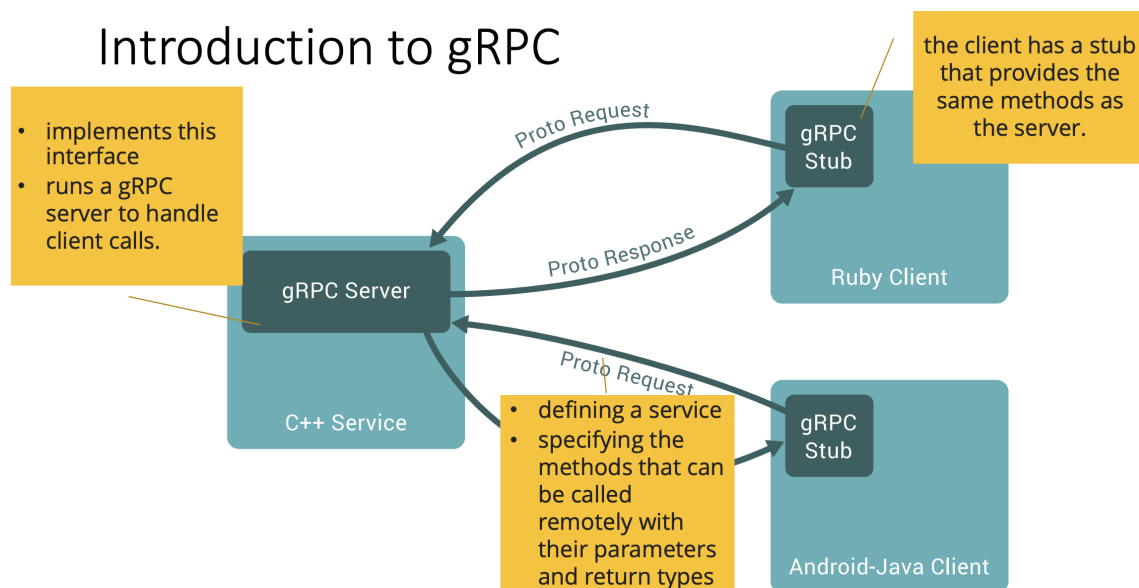 Introduction to gRPC
• implements this
interface
• runs a gRPC
server to handle
client calls.
the client has a stub
that provides the
same methods as
the server.
Proto Request
gRPC
Stub
Proto Response
Ruby Client
gRPC Server
C++ Service
Proto Request
• defining a service
• specifying the
methods that can
be called
remotely with
their parameters
and return types
gRPC
Stub
Android-Java Client